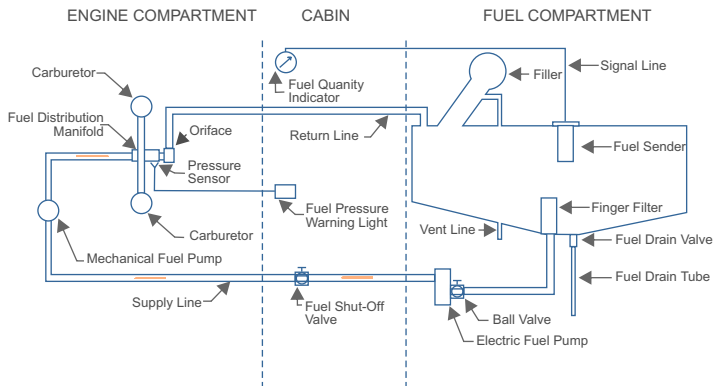 ENGINE COMPARTMENT
CABIN
FUEL COMPARTMENT
Carburetor
Fuel Quanity
Indicator
Filler
Signal Line
Fuel Distribution
Manifold
Oriface
Return Line
Fuel Sender
Pressure
Sensor
Fuel Pressure
Warning Light
Finger Filter
Carburetor
Vent Line
Fuel Drain Valve
Mechanical Fuel Pump
Fuel Drain Tube
Supply Line
Fuel Shut-Off
Valve
Ball Valve
Electric Fuel Pump